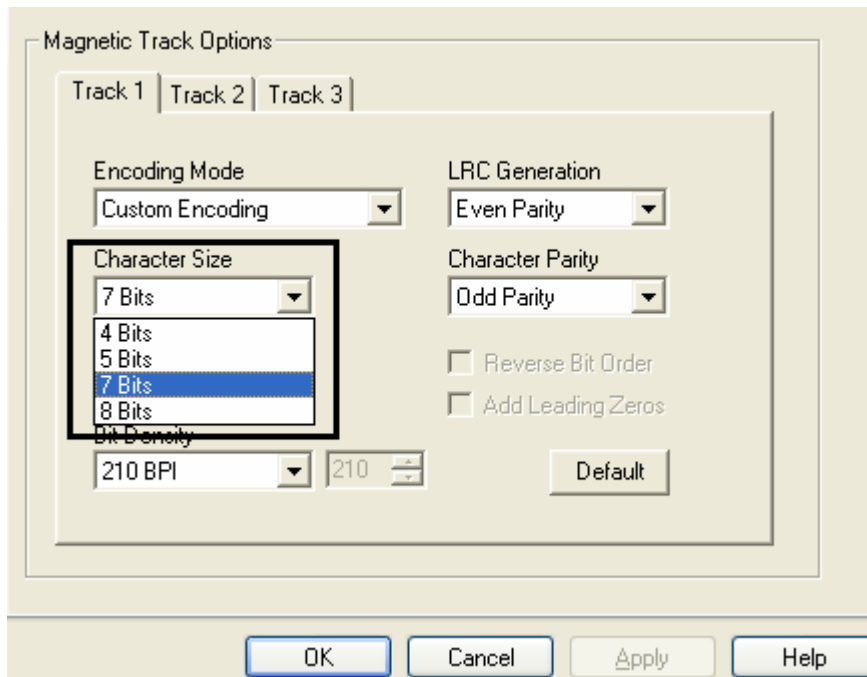 Magnetic Track Options
Track 1 Track 2 Track 3
Encoding Mode LRC Generation
Custom Encoding Even Parity
Character Size Character Parity
7 Bits Odd Parity
4 Bits
5 Bits Reverse Bit Order
7 Bits
8 Bits Add Leading Zeros
Bit Density
210 BPI 210 Default
OK Cancel Apply Help